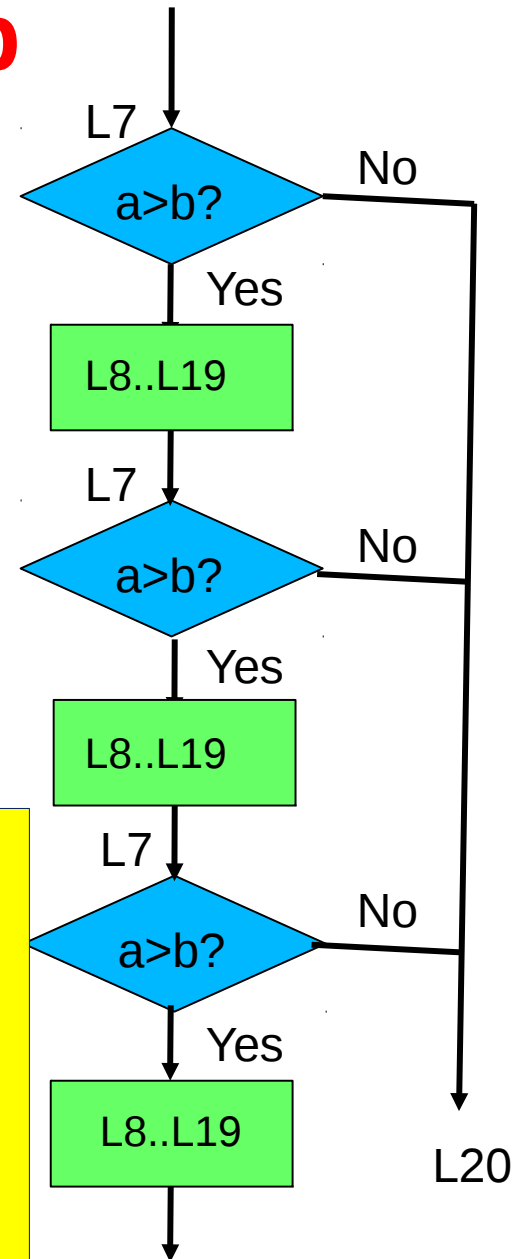 L7
a>b?
No
Yes
L8..L19
L7
a>b?
No
Yes
L8..L19
L7
a>b?
No
Yes
L8..L19
L20